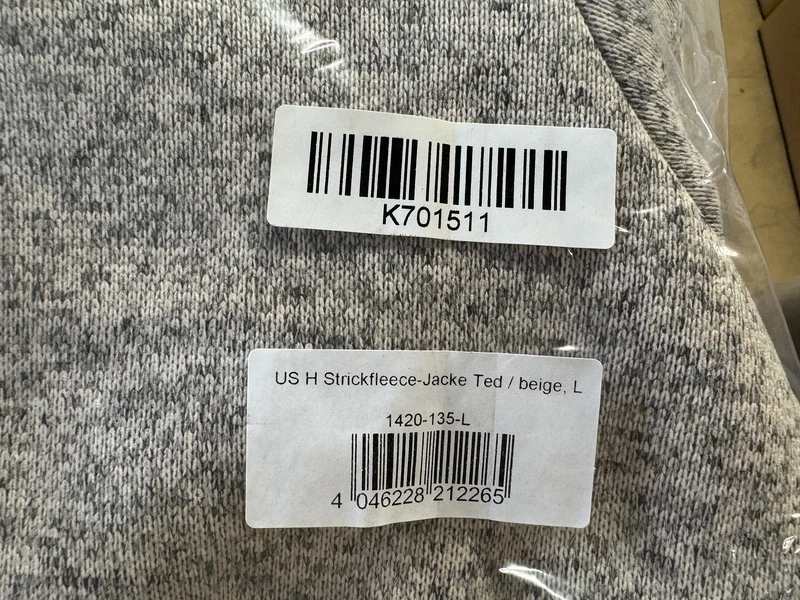 K701511
US H Strickfleece-Jacke Ted / beige, L
1420-135-L
4 046228 212265